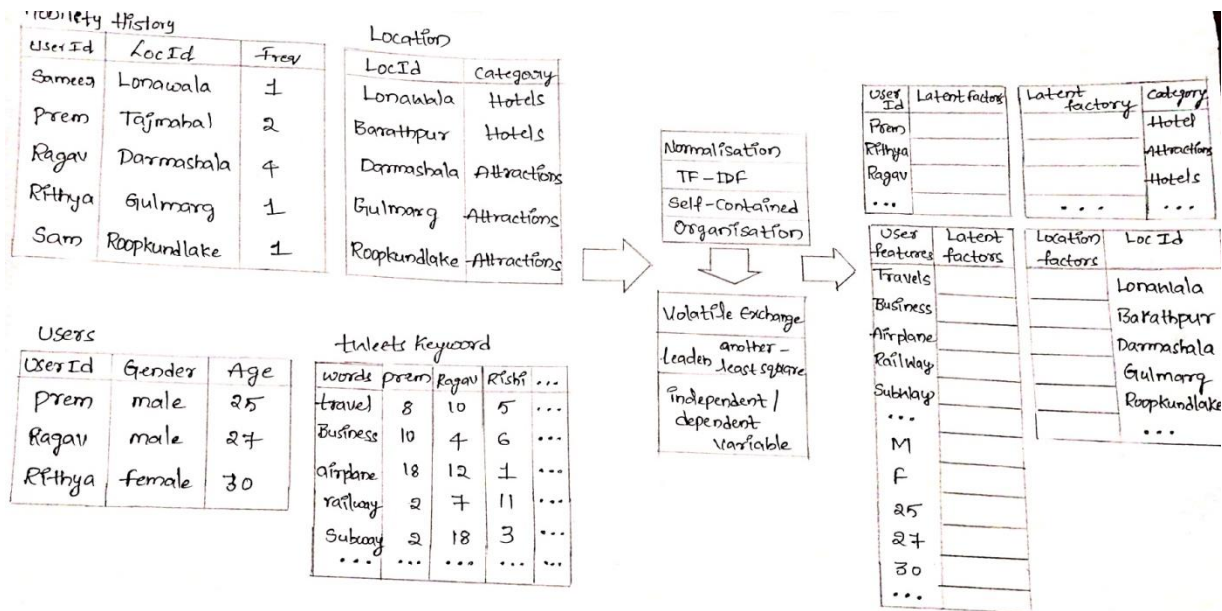 Mobility History
UserId LocId Freq
Sameer Lonawala 1
Prem Tajmahal 2
Ragav Darmashala 4
Rithya Gulmarg 1
Sam Roopkundlake 1
Location
LocId Category
Lonawala Hotels
Barathpur Hotels
Darmashala Attractions
Gulmarg Attractions
Roopkundlake Attractions
Users
UserId Gender Age
Prem male 25
Ragav male 27
Rithya female 30
tuleets Keyword
words prem Ragav Rishi ...
travel 8 10 5 ...
Business 10 4 6 ...
airplane 18 12 1 ...
railway 2 7 11 ...
Subway 2 18 3 ...
... ... ... ... ...
Normalisation
TF-IDF
Self-Contained
Organisation
Volatile Exchange
another-
leaden least square
independent/
dependent
variable
User Id Latent factors
Prem
Rithya
Ragav
...
Latent factory Category
Hotel
Attractions
Hotels
... ...
User features Latent factors
Travels
Business
Airplane
Railway
Subway
...
M
F
25
27
30
...
Location factors Loc Id
Lonanlala
Barathpur
Darmashala
Gulmarg
Roopkundlake
...